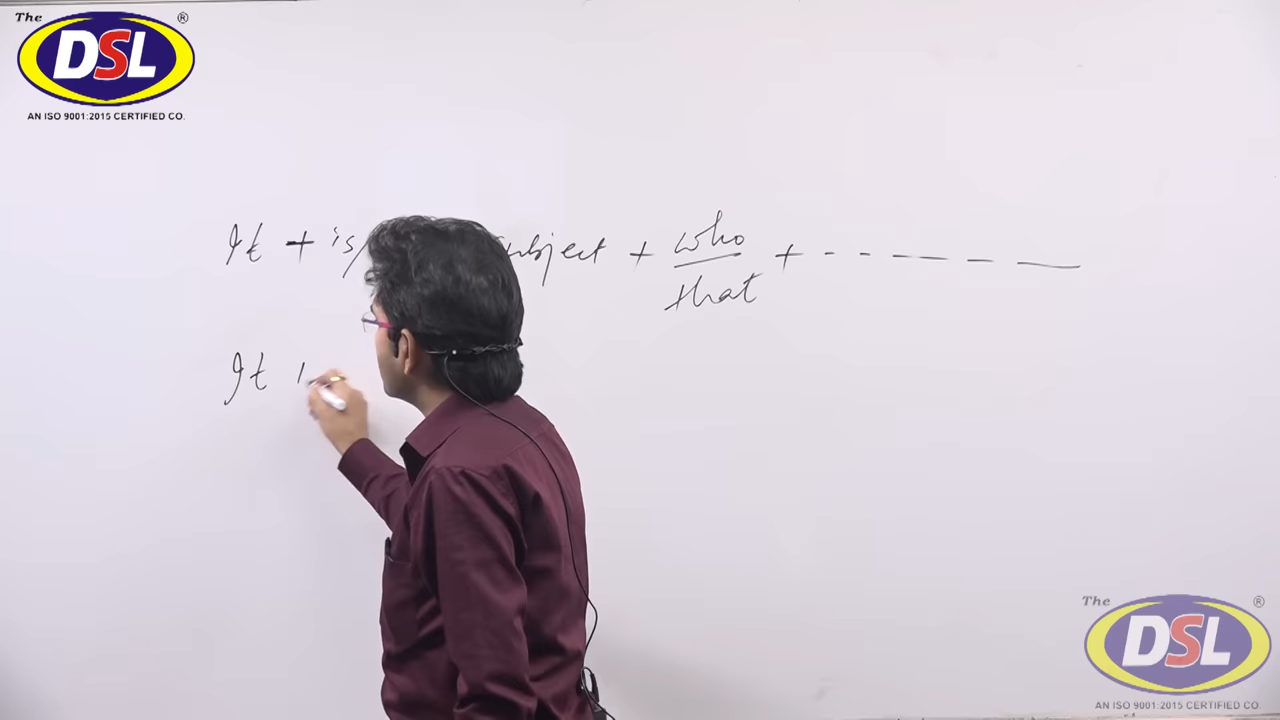 The DSL ®
AN ISO 9001:2015 CERTIFIED CO.
It + is/ subject + who + - - - - -
that
It
The DSL ®
AN ISO 9001:2015 CERTIFIED CO.